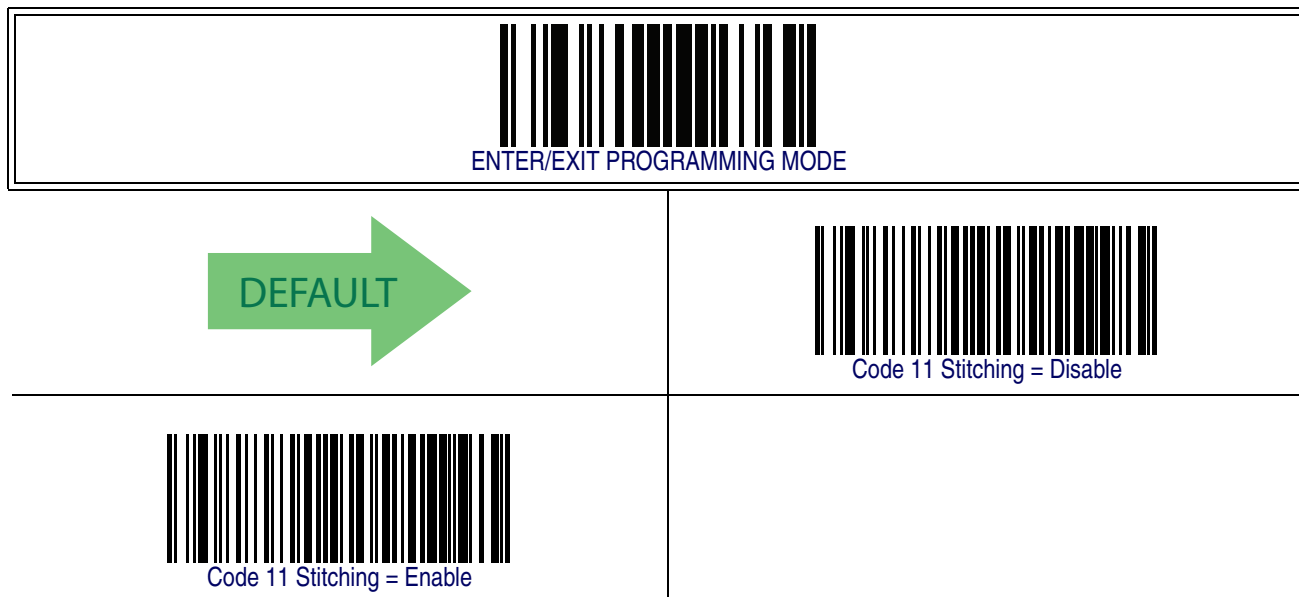 ENTER/EXIT PROGRAMMING MODE
DEFAULT
Code 11 Stitching = Disable
Code 11 Stitching = Enable